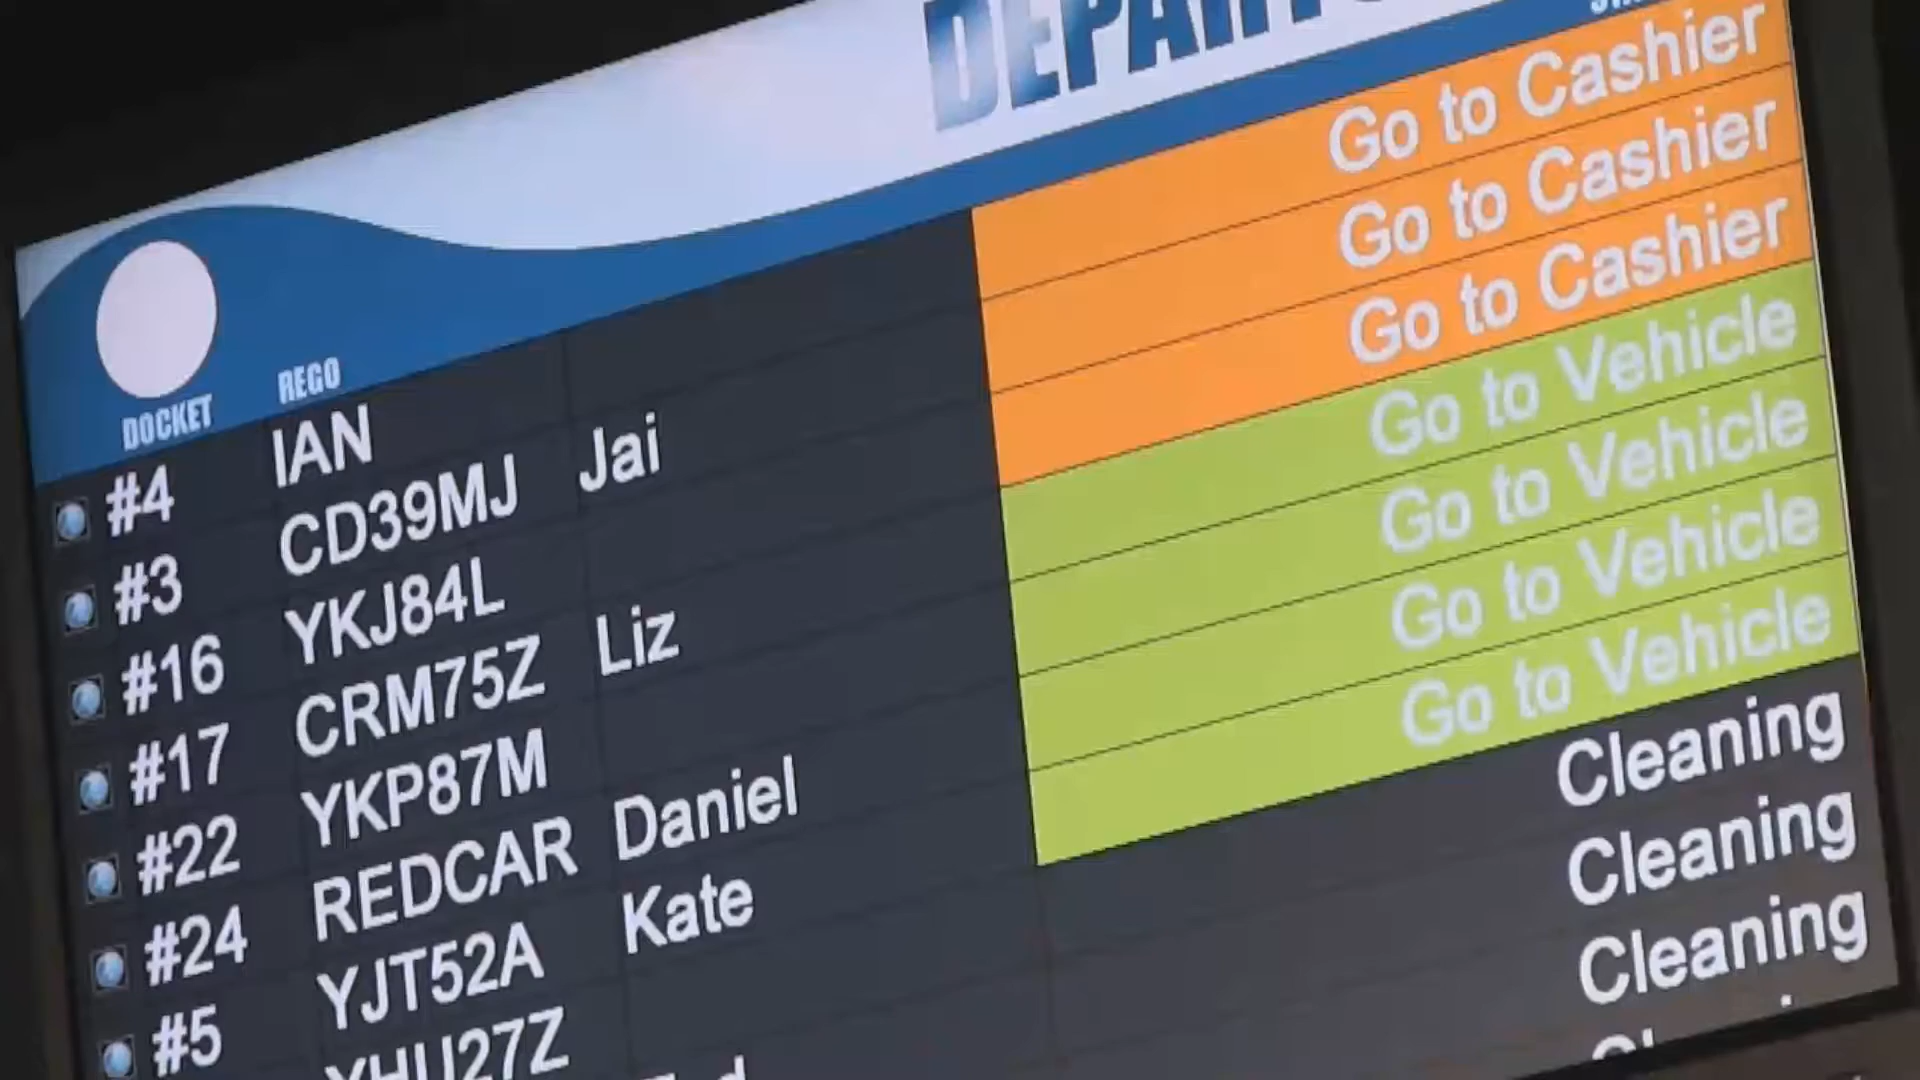 DOCKET REGO
#4 IAN Go to Cashier
#3 CD39MJ Jai Go to Cashier
#16 YKJ84L Go to Cashier
#17 CRM75Z Liz Go to Vehicle
#22 YKP87M Go to Vehicle
#24 REDCAR Daniel Go to Vehicle
#5 YJT52A Kate Go to Vehicle
YHU27Z Cleaning
Cleaning
Cleaning